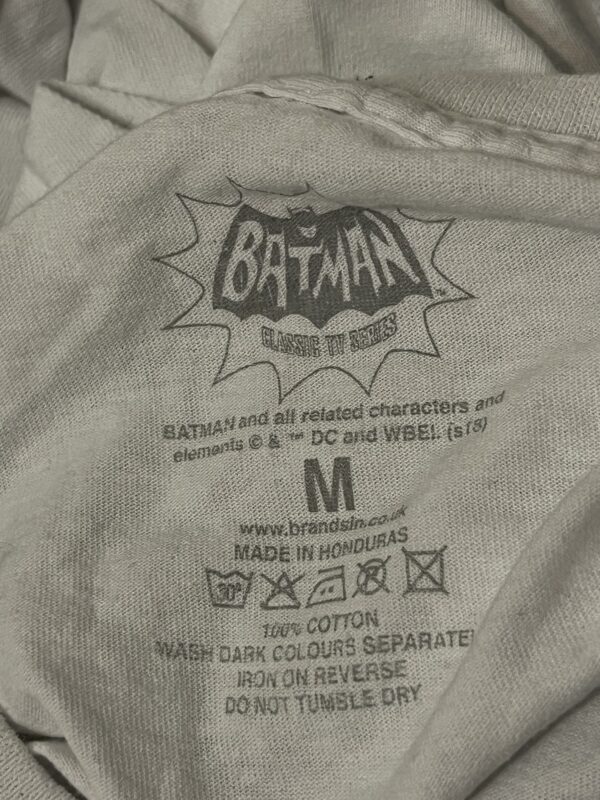 BATMAN
™
CLASSIC TV SERIES
BATMAN and all related characters and
elements © & ™ DC and WBEI. (s18)
M
www.brandsin.co.uk
MADE IN HONDURAS
30°
100% COTTON
WASH DARK COLOURS SEPARATE
IRON ON REVERSE
DO NOT TUMBLE DRY